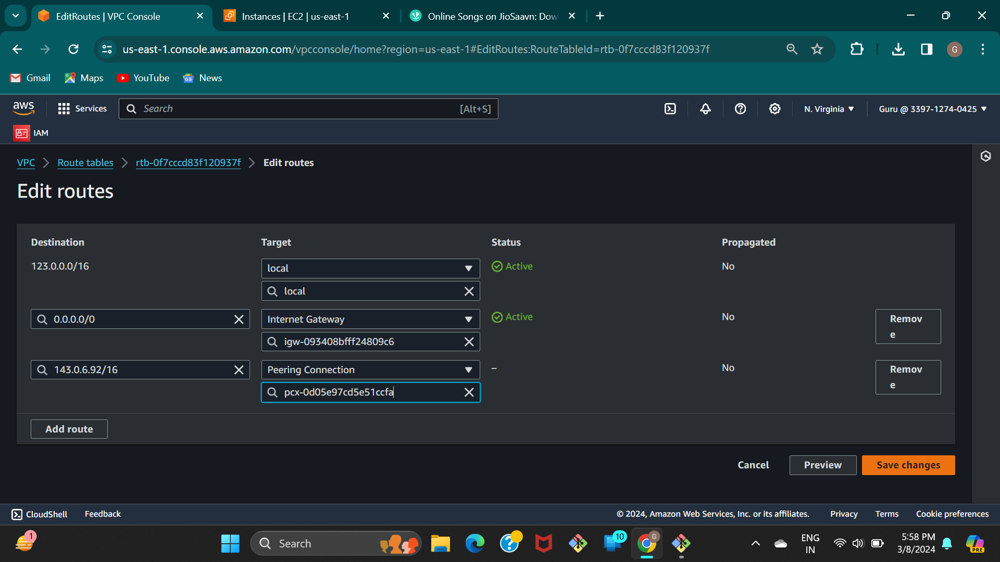 EditRoutes | VPC Console
Instances | EC2 | us-east-1
Online Songs on JioSaavn: Dow
us-east-1.console.aws.amazon.com/vpcconsole/home?region=us-east-1#EditRoutes:RouteTableId=rtb-0f7cccd83f120937f
G
Gmail
Maps
YouTube
News
aws
Services
Search
[Alt+S]
N. Virginia
Guru @ 3397-1274-0425
IAM
VPC
Route tables
rtb-0f7cccd83f120937f
Edit routes
Edit routes
Destination
Target
Status
Propagated
123.0.0.0/16
local
Active
No
local
0.0.0.0/0
Internet Gateway
Active
No
Remov
e
igw-093408bfff24809c6
143.0.6.92/16
Peering Connection
–
No
Remov
e
pcx-0d05e97cd5e51ccfa
Add route
Cancel
Preview
Save changes
CloudShell
Feedback
© 2024, Amazon Web Services, Inc. or its affiliates.
Privacy
Terms
Cookie preferences
1
Search
10
G
ENG
IN
5:58 PM
3/8/2024
PRE